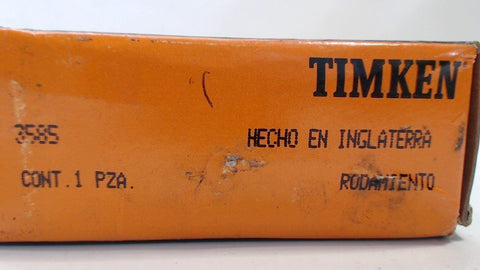 TIMKEN
3585 HECHO EN INGLATERRA
CONT.1 PZA. RODAMIENTO